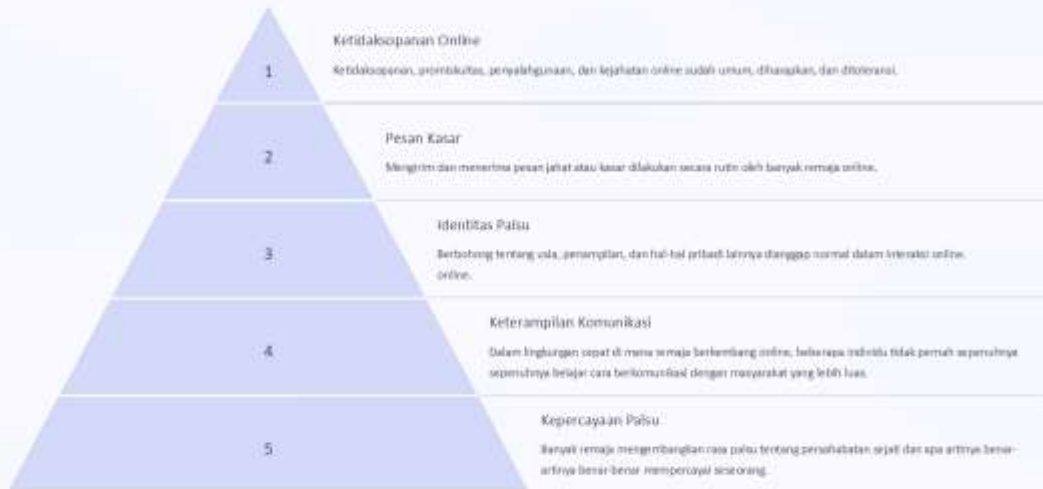 Ketidaksopanan Online
1
Ketidaksopanan, promiskuitas, penyalahgunaan, dan kejahatan online sudah umum, diharapkan, dan ditoleransi.
Pesan Kasar
2
Mengirim dan menerima pesan jahat atau kasar dilakukan secara rutin oleh banyak remaja online.
Identitas Palsu
3
Berbohong tentang usia, penampilan, dan hal-hal pribadi lainnya dianggap normal dalam interaksi online.
online.
Keterampilan Komunikasi
4
Dalam lingkungan cepat di mana remaja berkembang online, beberapa individu tidak pernah sepenuhnya
sepenuhnya belajar cara berkomunikasi dengan masyarakat yang lebih luas.
Kepercayaan Palsu
5
Banyak remaja mengembangkan rasa palsu tentang persahabatan sejati dan apa artinya benar-
artinya benar-benar mempercayai seseorang.